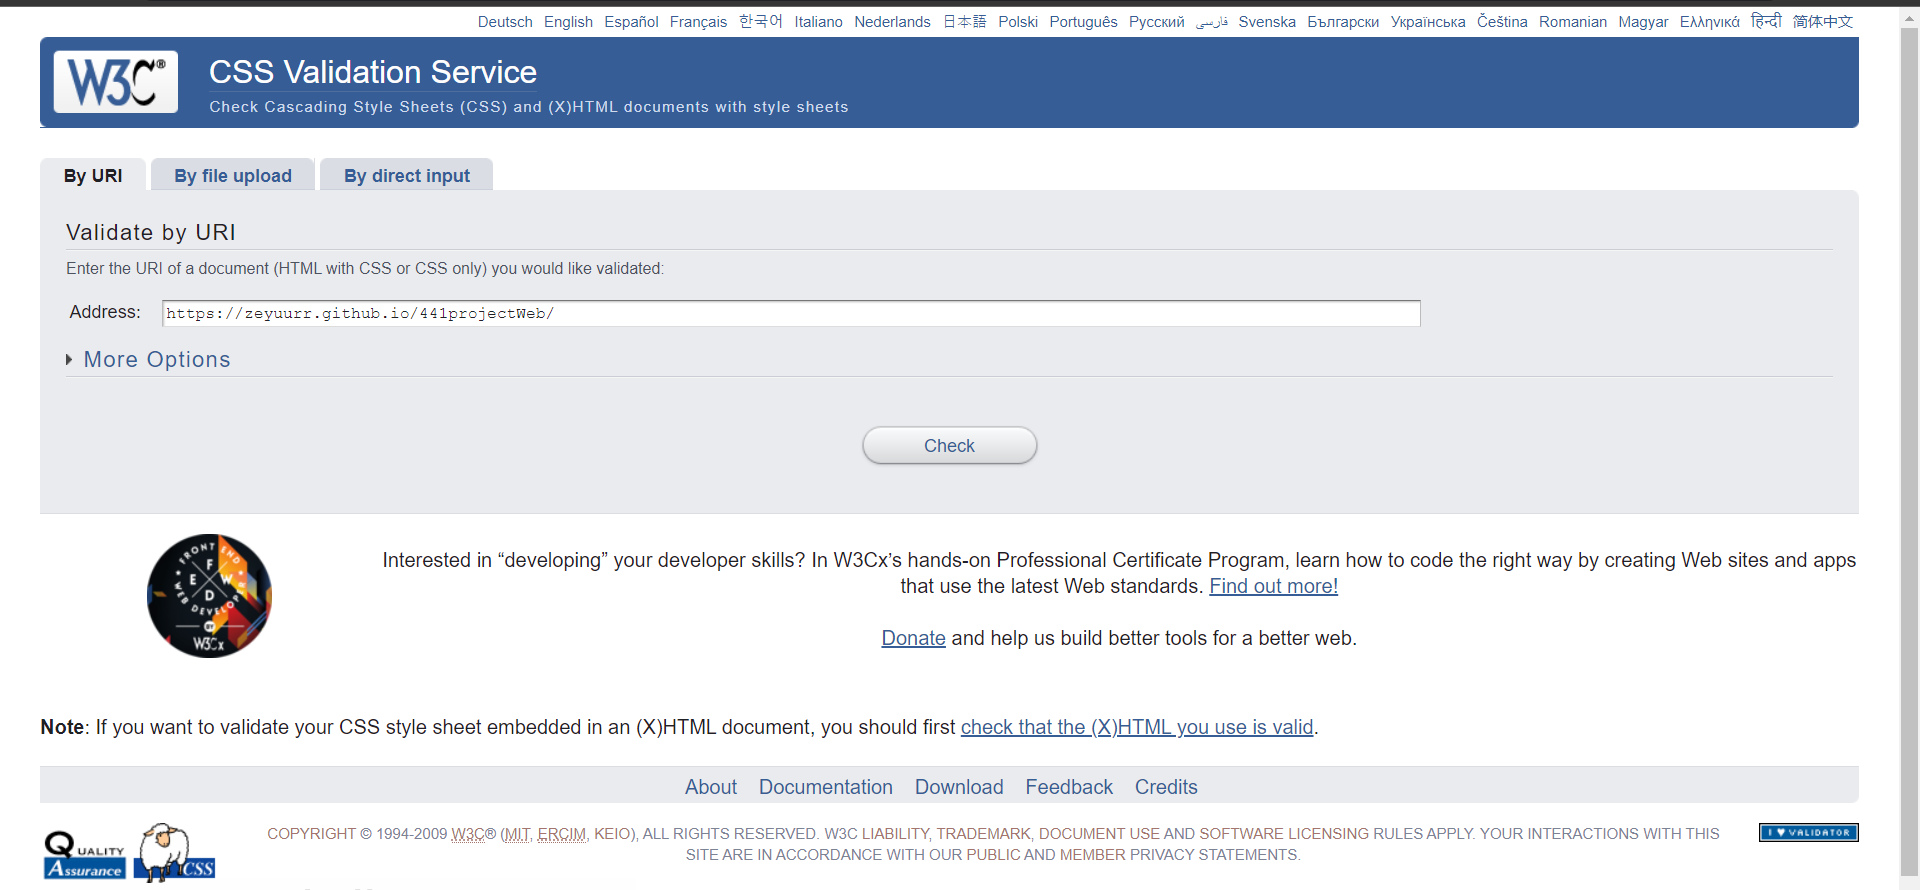 Deutsch English Español Français 한국어 Italiano Nederlands 日本語 Polski Português Русский فارسی Svenska Български Українська Čeština Romanian Magyar Ελληνικά हिन्दी 简体中文
W3C®
CSS Validation Service
Check Cascading Style Sheets (CSS) and (X)HTML documents with style sheets
By URI By file upload By direct input
Validate by URI
Enter the URI of a document (HTML with CSS or CSS only) you would like validated:
Address: https://zeyuurr.github.io/441projectWeb/
More Options
Check
FRONT END
F
E W
D
WEB DEVELOPER
BY
W3Cx
Interested in “developing” your developer skills? In W3Cx’s hands-on Professional Certificate Program, learn how to code the right way by creating Web sites and apps
that use the latest Web standards. Find out more!
Donate and help us build better tools for a better web.
Note: If you want to validate your CSS style sheet embedded in an (X)HTML document, you should first check that the (X)HTML you use is valid.
About Documentation Download Feedback Credits
QUALITY
Assurance
CSS
COPYRIGHT © 1994-2009 W3C® (MIT, ERCIM, KEIO), ALL RIGHTS RESERVED. W3C LIABILITY, TRADEMARK, DOCUMENT USE AND SOFTWARE LICENSING RULES APPLY. YOUR INTERACTIONS WITH THIS
SITE ARE IN ACCORDANCE WITH OUR PUBLIC AND MEMBER PRIVACY STATEMENTS.
I ♥ VALIDATOR